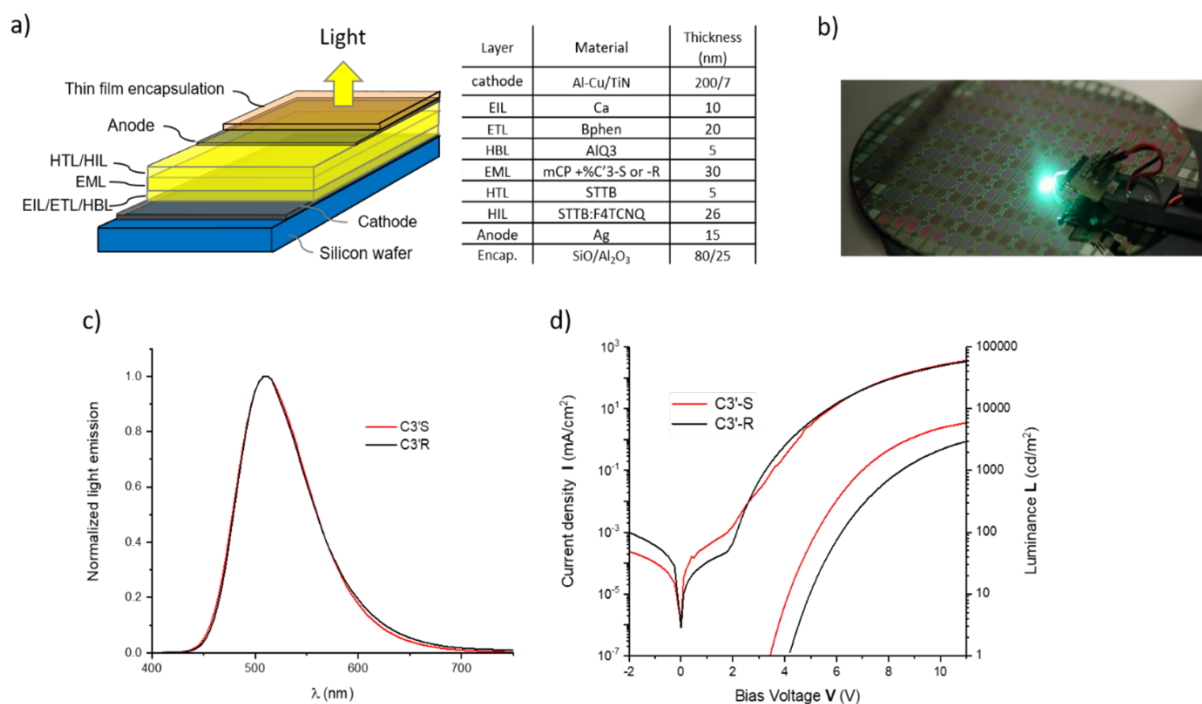 a)
Light
Thin film encapsulation
Anode
HTL/HIL
EML
EIL/ETL/HBL
Cathode
Silicon wafer
Layer Material Thickness (nm)
cathode Al-Cu/TiN 200/7
EIL Ca 10
ETL Bphen 20
HBL AlQ3 5
EML mCP +%C'3-S or -R 30
HTL STTB 5
HIL STTB:F4TCNQ 26
Anode Ag 15
Encap. SiO/Al₂O₃ 80/25
b)
c)
Normalized light emission
1.0
0.8
0.6
0.4
0.2
0.0
400 500 600 700
λ (nm)
C3'S
C3'R
d)
Current density I (mA/cm²)
10³
10¹
10⁻¹
10⁻³
10⁻⁵
10⁻⁷
C3'-S
C3'-R
-2 0 2 4 6 8 10
Bias Voltage V (V)
100000
10000
1000
100
10
1
Luminance L (cd/m²)